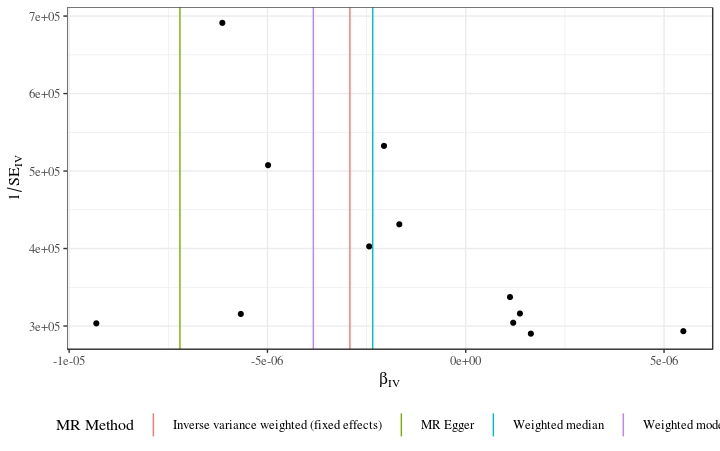 7e+05
6e+05
5e+05
4e+05
3e+05
1/SE_IV
-1e-05 -5e-06 0e+00 5e-06
β_IV
MR Method Inverse variance weighted (fixed effects) MR Egger Weighted median Weighted mode